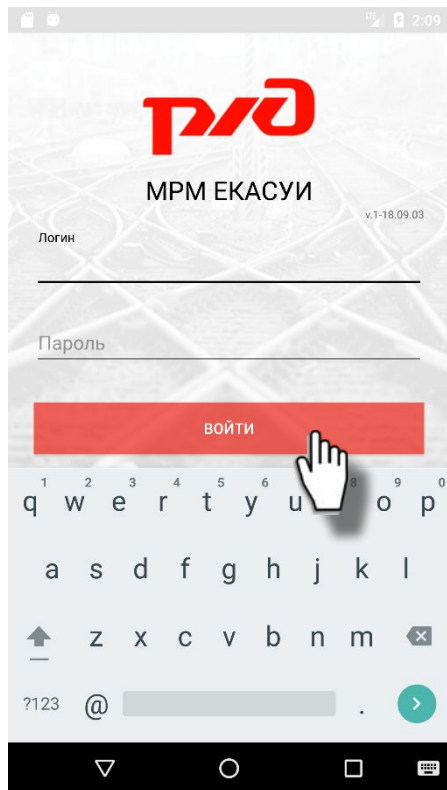 2:09
ржд
МРМ ЕКАСУИ
v.1-18.09.03
Логин
Пароль
ВОЙТИ
1 2 3 4 5 6 8 9 0
q w e r t y u o p
a s d f g h j k l
z x c v b n m
?123 @ .